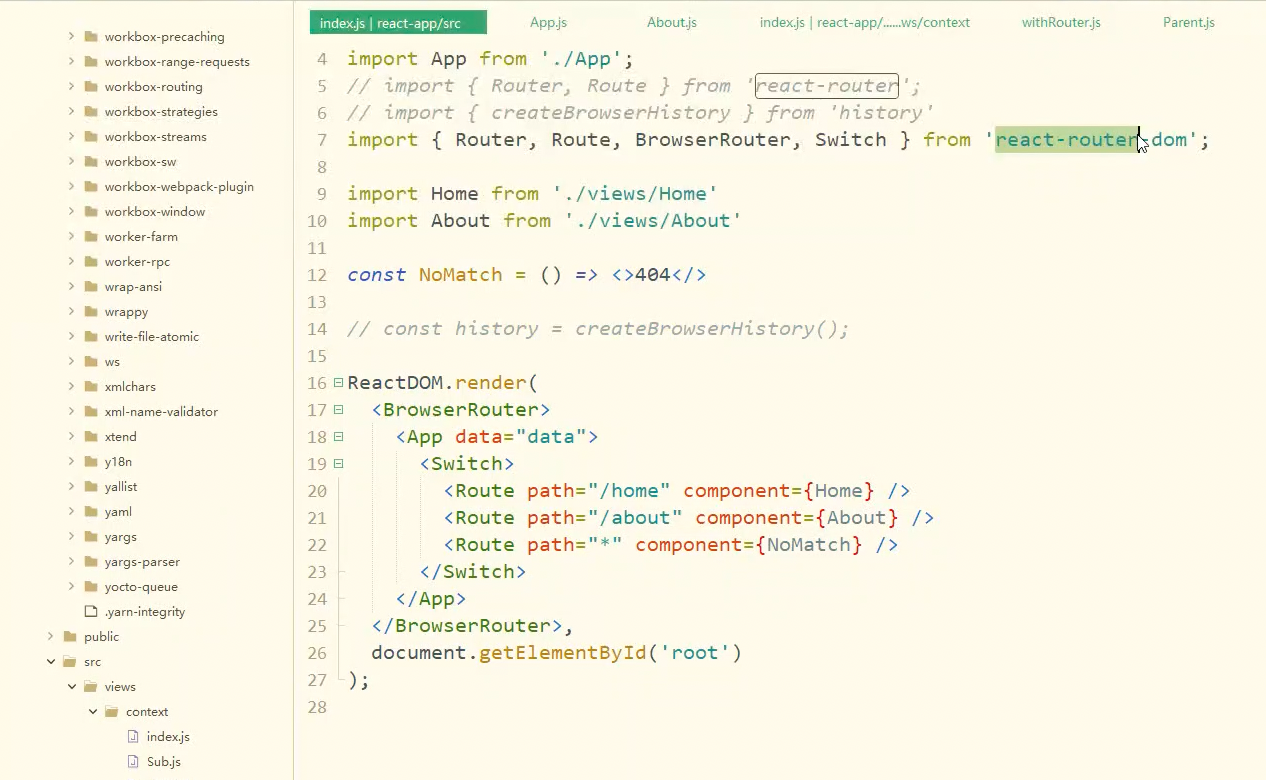 workbox-precaching
workbox-range-requests
workbox-routing
workbox-strategies
workbox-streams
workbox-sw
workbox-webpack-plugin
workbox-window
worker-farm
worker-rpc
wrap-ansi
wrappy
write-file-atomic
ws
xmlchars
xml-name-validator
xtend
y18n
yallist
yaml
yargs
yargs-parser
yocto-queue
.yarn-integrity
public
src
views
context
index.js
Sub.js
index.js | react-app/src App.js About.js index.js | react-app/......ws/context withRouter.js Parent.js
4 import App from './App';
5 // import { Router, Route } from 'react-router';
6 // import { createBrowserHistory } from 'history'
7 import { Router, Route, BrowserRouter, Switch } from 'react-router-dom';
8
9 import Home from './views/Home'
10 import About from './views/About'
11
12 const NoMatch = () => <>404</>
13
14 // const history = createBrowserHistory();
15
16 ReactDOM.render(
17 <BrowserRouter>
18 <App data="data">
19 <Switch>
20 <Route path="/home" component={Home} />
21 <Route path="/about" component={About} />
22 <Route path="*" component={NoMatch} />
23 </Switch>
24 </App>
25 </BrowserRouter>,
26 document.getElementById('root')
27 );
28